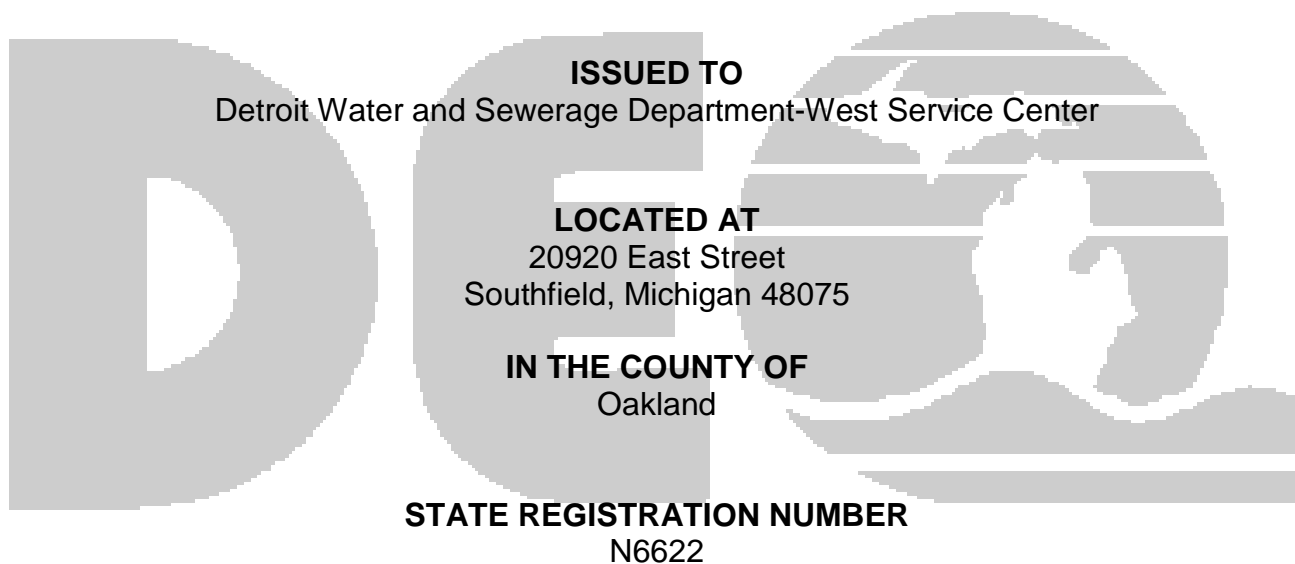 DEQ
ISSUED TO
Detroit Water and Sewerage Department-West Service Center
LOCATED AT
20920 East Street
Southfield, Michigan 48075
IN THE COUNTY OF
Oakland
STATE REGISTRATION NUMBER
N6622